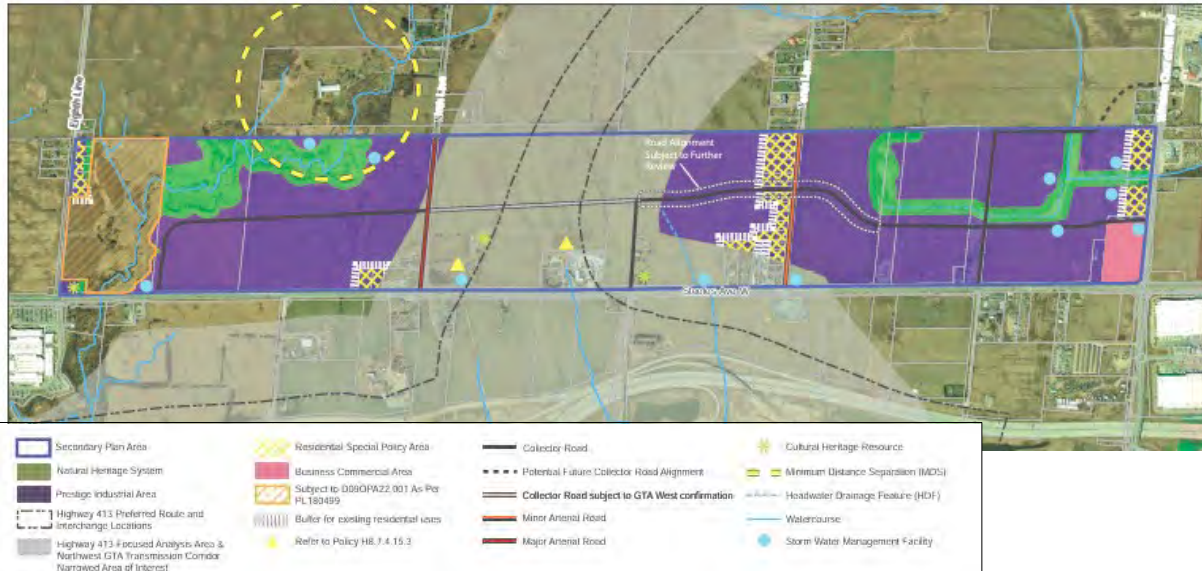 Eighth Line
Road Alignment
Subject to Further
Review
Steeles Ave W
Secondary Plan Area
Natural Heritage System
Prestige Industrial Area
Highway 413 Preferred Route and
Interchange Locations
Highway 413 Focused Analysis Area &
Northwest GTA Transmission Corridor
Narrowed Area of Interest
Residential Special Policy Area
Business Commercial Area
Subject to D09OPA22.001 As Per
PL180499
Buffer for existing residential uses
Refer to Policy H8.7.4.15.3
Collector Road
Potential Future Collector Road Alignment
Collector Road subject to GTA West confirmation
Minor Arterial Road
Major Arterial Road
Cultural Heritage Resource
Minimum Distance Separation (MDS)
Headwater Drainage Feature (HDF)
Watercourse
Storm Water Management Facility